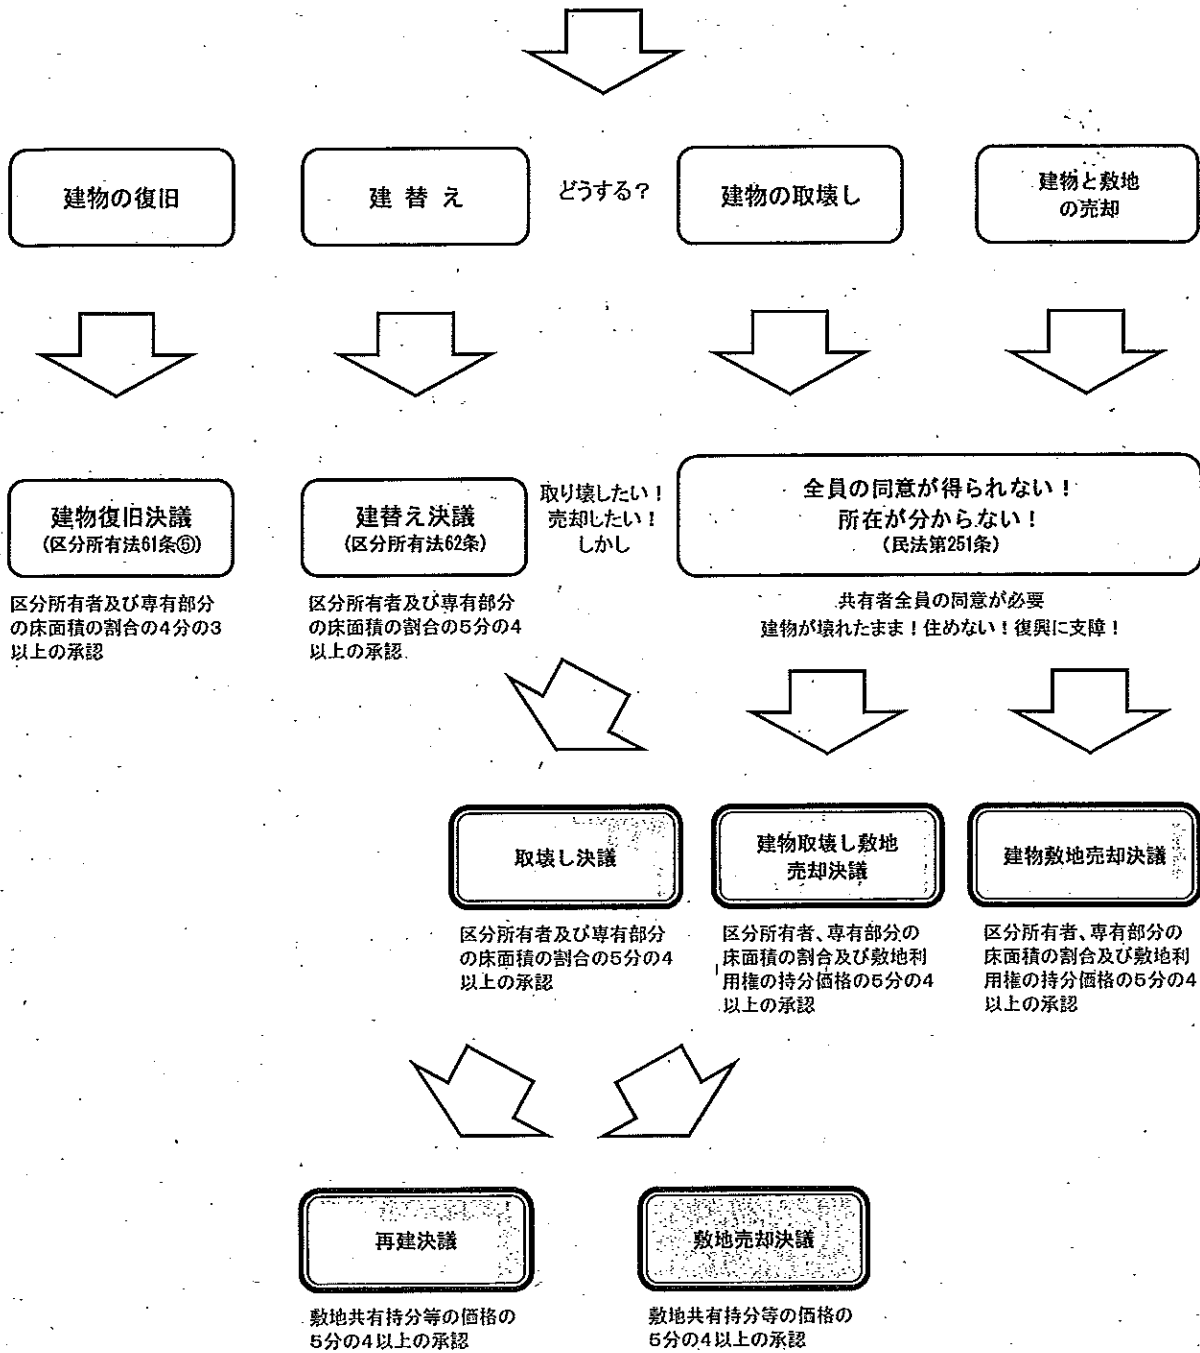 建物の復旧
建 替 え
どうする?
建物の取壊し
建物と敷地
の売却
建物復旧決議
(区分所有法61条⑤)
区分所有者及び専有部分
の床面積の割合の4分の3
以上の承認
建替え決議
(区分所有法62条)
区分所有者及び専有部分
の床面積の割合の5分の4
以上の承認
取り壊したい!
売却したい!
しかし
全員の同意が得られない!
所在が分からない!
(民法第251条)
共有者全員の同意が必要
建物が壊れたまま!住めない!復興に支障!
取壊し決議
区分所有者及び専有部分
の床面積の割合の5分の4
以上の承認
建物取壊し敷地
売却決議
区分所有者、専有部分の
床面積の割合及び敷地利
用権の持分価格の5分の4
以上の承認
建物敷地売却決議
区分所有者、専有部分の
床面積の割合及び敷地利
用権の持分価格の5分の4
以上の承認
再建決議
敷地共有持分等の価格の
5分の4以上の承認
敷地売却決議
敷地共有持分等の価格の
5分の4以上の承認